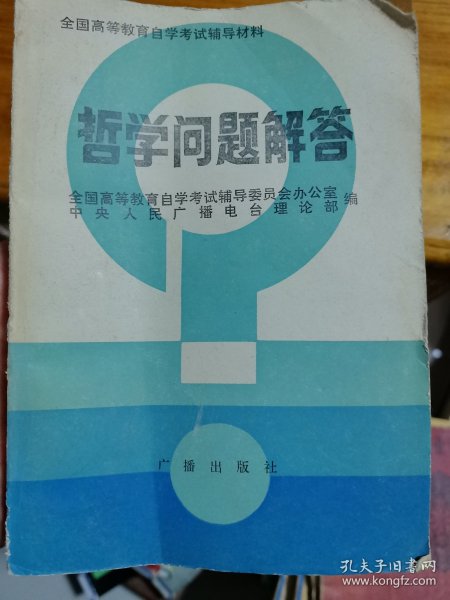 全国高等教育自学考试辅导材料
哲学问题解答
全国高等教育自学考试辅导委员会办公室
中央人民广播电台理论部 编
广播出版社
孔夫子旧书网
www.kongfz.com